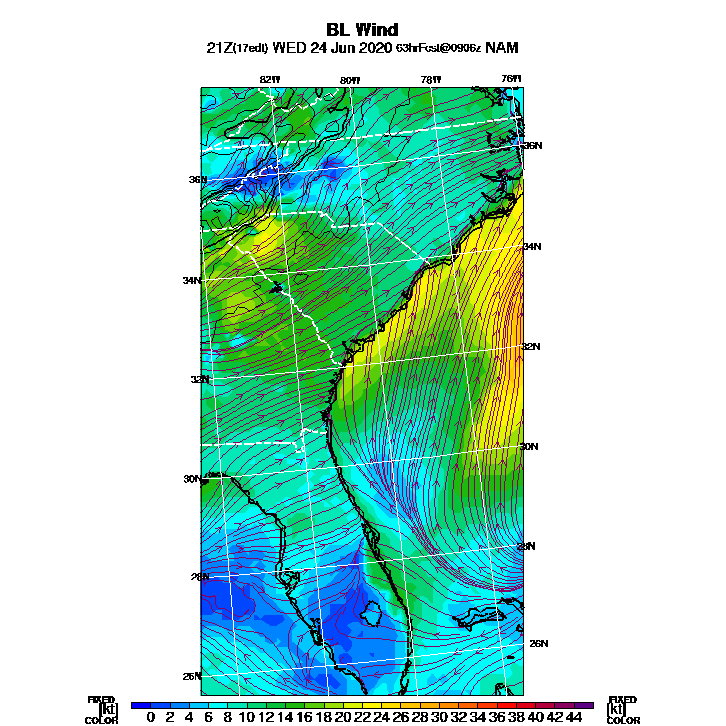 BL Wind
21Z(17edt) WED 24 Jun 2020 63hrFcst@0906z NAM
82W 80W 78W 76W
36N
36N
34N
34N
32N
32N
30N
30N
28N
28N
26N
26N
FIXED FIXED
[kt] 0 2 4 6 8 10 12 14 16 18 20 22 24 26 28 30 32 34 36 38 40 42 44 [kt]
COLOR COLOR